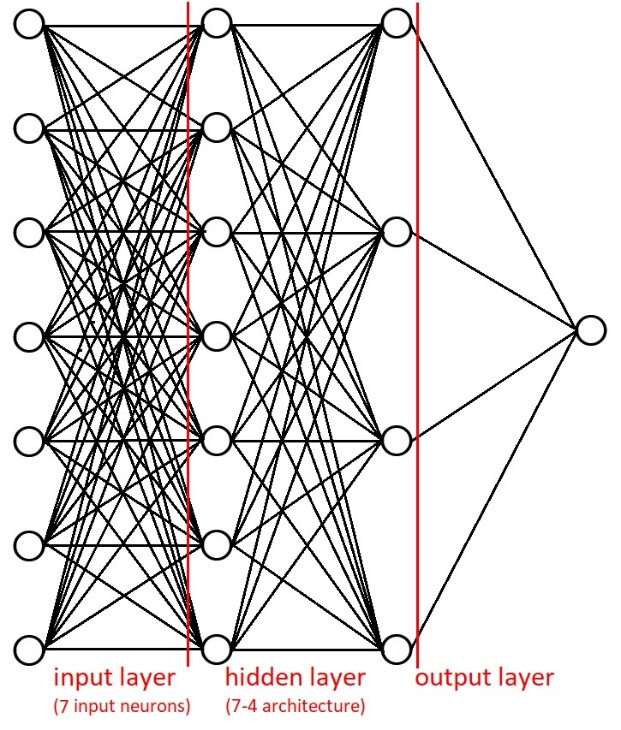 input layer
(7 input neurons)
hidden layer
(7-4 architecture)
output layer